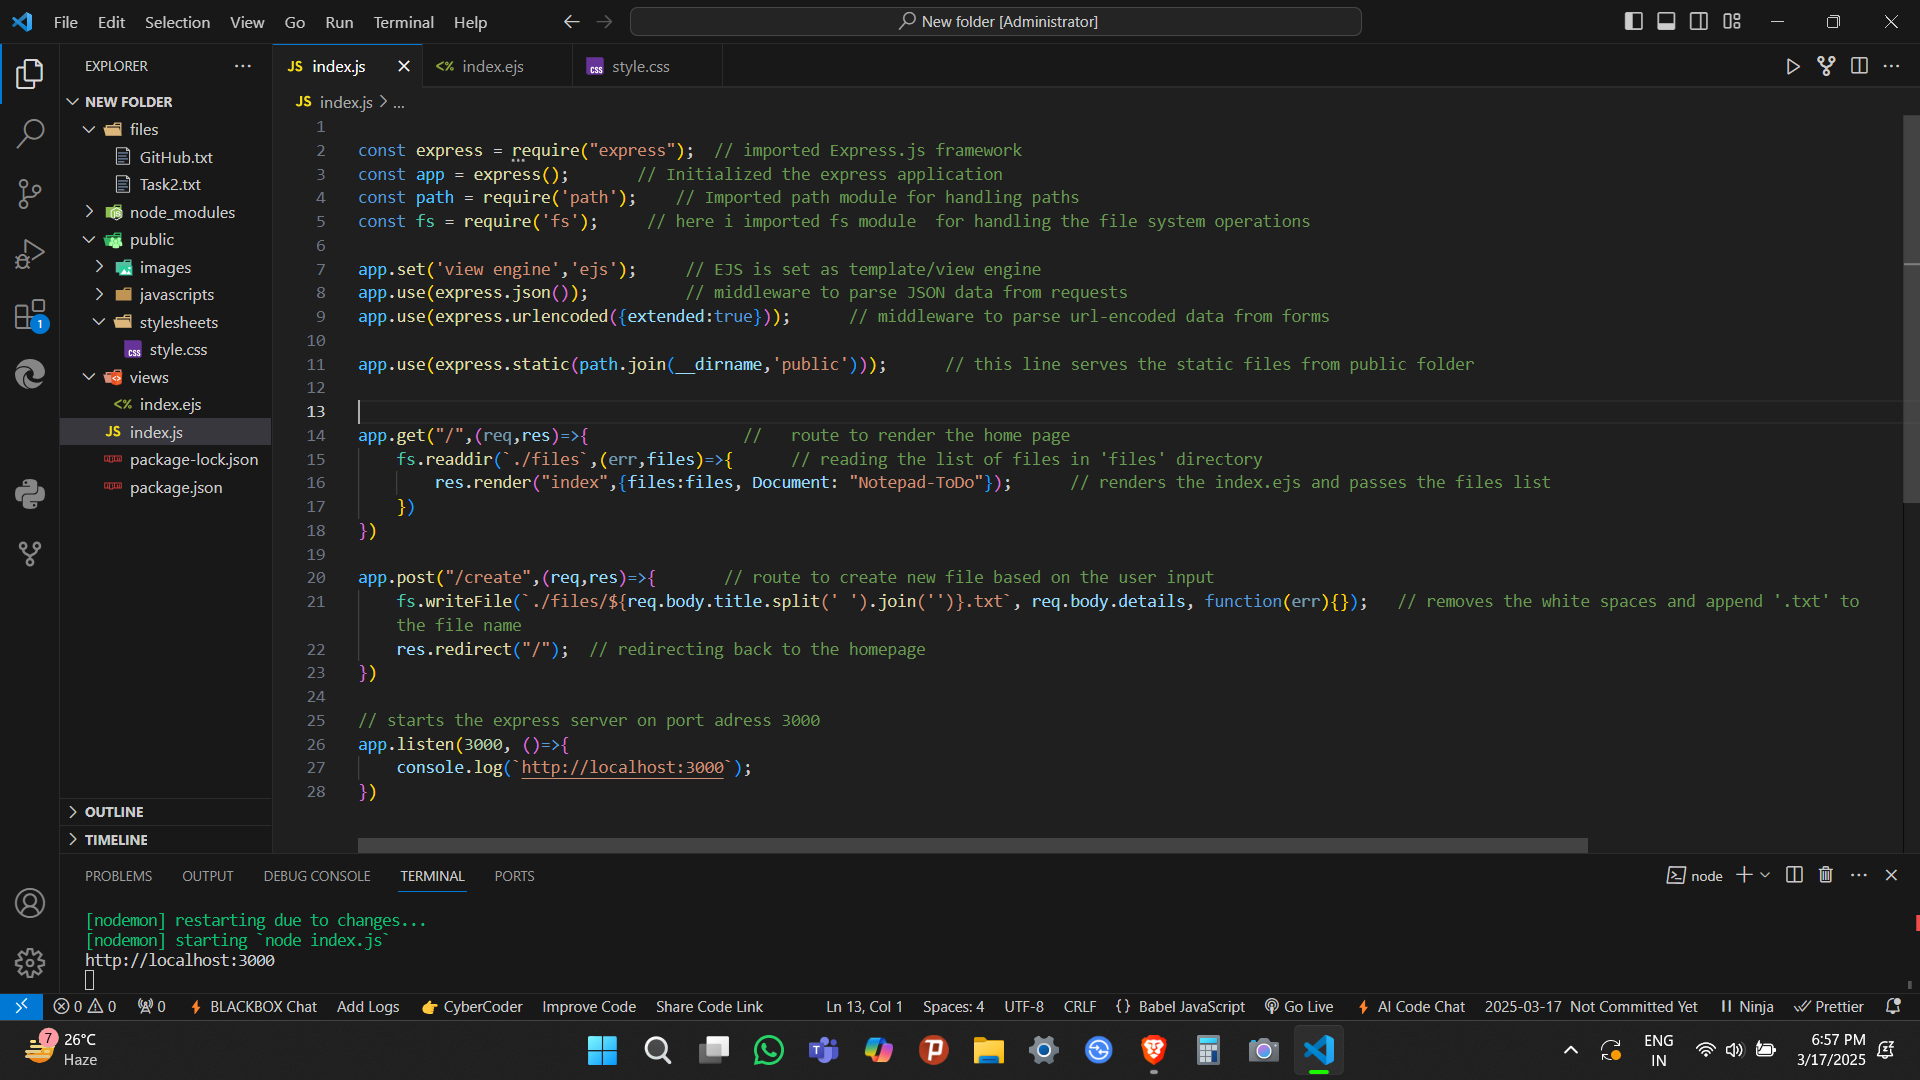 File Edit Selection View Go Run Terminal Help
New folder [Administrator]
EXPLORER
NEW FOLDER
files
GitHub.txt
Task2.txt
node_modules
public
images
javascripts
stylesheets
css style.css
views
<% index.ejs
JS index.js
package-lock.json
package.json
OUTLINE
TIMELINE
1
JS index.js
<% index.ejs
css style.css
JS index.js > ...
1
2 const express = require("express");  // imported Express.js framework
3 const app = express();       // Initialized the express application
4 const path = require('path');    // Imported path module for handling paths
5 const fs = require('fs');     // here i imported fs module  for handling the file system operations
6
7 app.set('view engine','ejs');     // EJS is set as template/view engine
8 app.use(express.json());          // middleware to parse JSON data from requests
9 app.use(express.urlencoded({extended:true}));      // middleware to parse url-encoded data from forms
10
11 app.use(express.static(path.join(__dirname,'public')));      // this line serves the static files from public folder
12
13
14 app.get("/",(req,res)=>{                //   route to render the home page
15     fs.readdir(`./files`,(err,files)=>{      // reading the list of files in 'files' directory
16         res.render("index",{files:files, Document: "Notepad-ToDo"});      // renders the index.ejs and passes the files list
17     })
18 })
19
20 app.post("/create",(req,res)=>{       // route to create new file based on the user input
21     fs.writeFile(`./files/${req.body.title.split(' ').join('')}.txt`, req.body.details, function(err){});   // removes the white spaces and append '.txt' to
the file name
22     res.redirect("/");  // redirecting back to the homepage
23 })
24
25 // starts the express server on port adress 3000
26 app.listen(3000, ()=>{
27     console.log(`http://localhost:3000`);
28 })
PROBLEMS OUTPUT DEBUG CONSOLE TERMINAL PORTS
node
[nodemon] restarting due to changes...
[nodemon] starting `node index.js`
http://localhost:3000
0 0 0 BLACKBOX Chat Add Logs CyberCoder Improve Code Share Code Link Ln 13, Col 1 Spaces: 4 UTF-8 CRLF {} Babel JavaScript Go Live AI Code Chat 2025-03-17 Not Committed Yet Ninja Prettier
7
26°C
Haze
ENG
IN
6:57 PM
3/17/2025